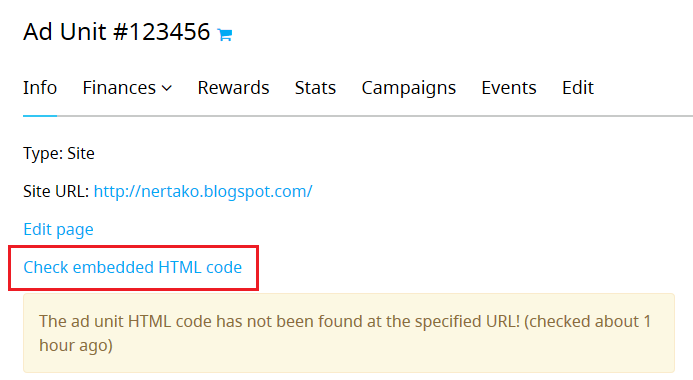 Ad Unit #123456
Info Finances Rewards Stats Campaigns Events Edit
Type: Site
Site URL: http://nertako.blogspot.com/
Edit page
Check embedded HTML code
The ad unit HTML code has not been found at the specified URL! (checked about 1
hour ago)